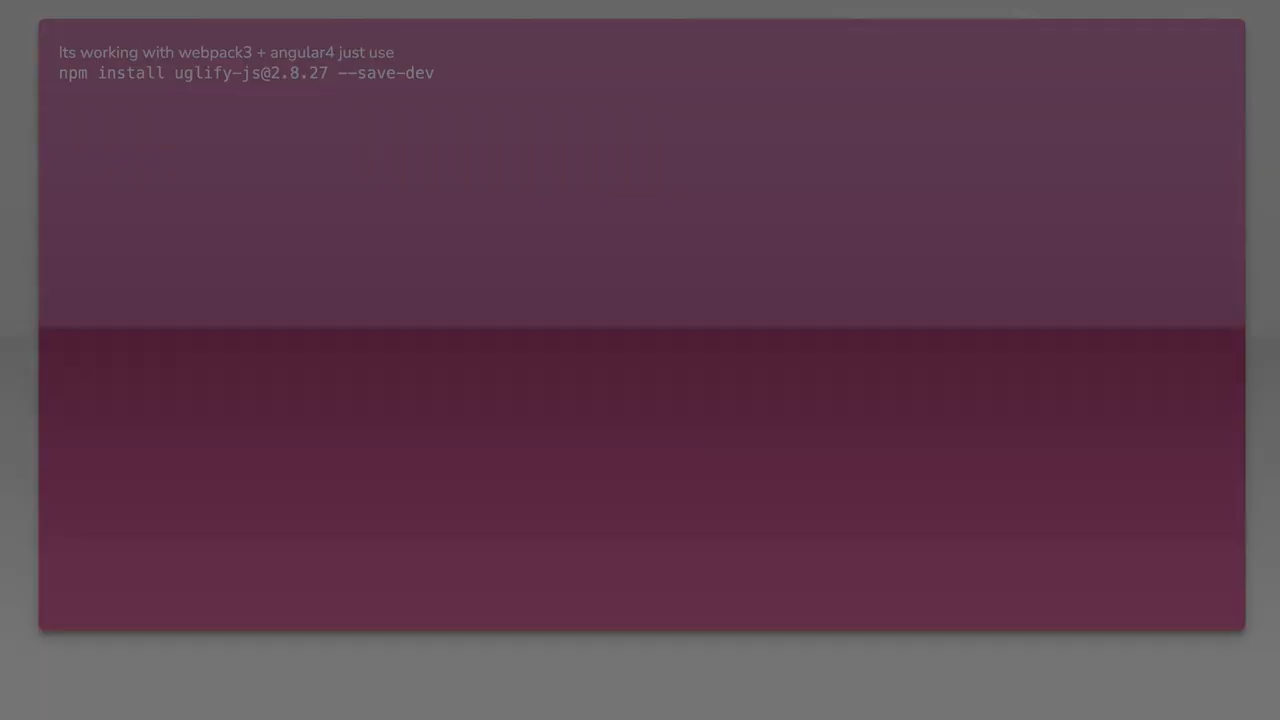 Its working with webpack3 + angular4 just use
npm install uglify-js@2.8.27 --save-dev